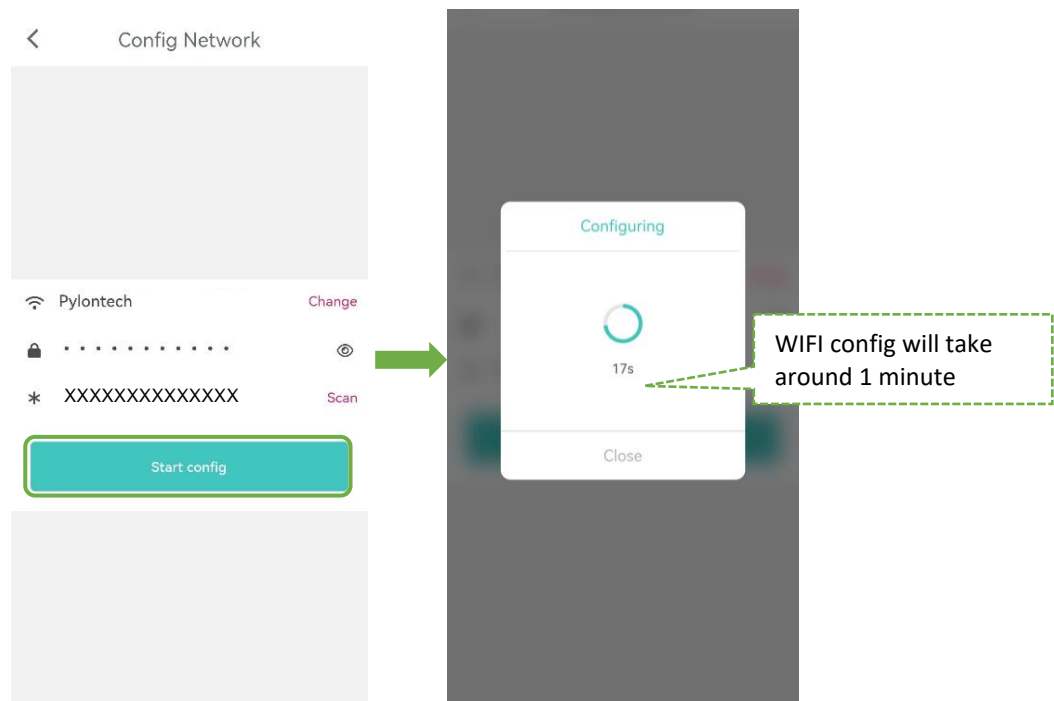 Config Network
Pylontech Change
• • • • • • • • • • •
XXXXXXXXXXXXXX Scan
Start config
Configuring
17s
Close
WIFI config will take
around 1 minute